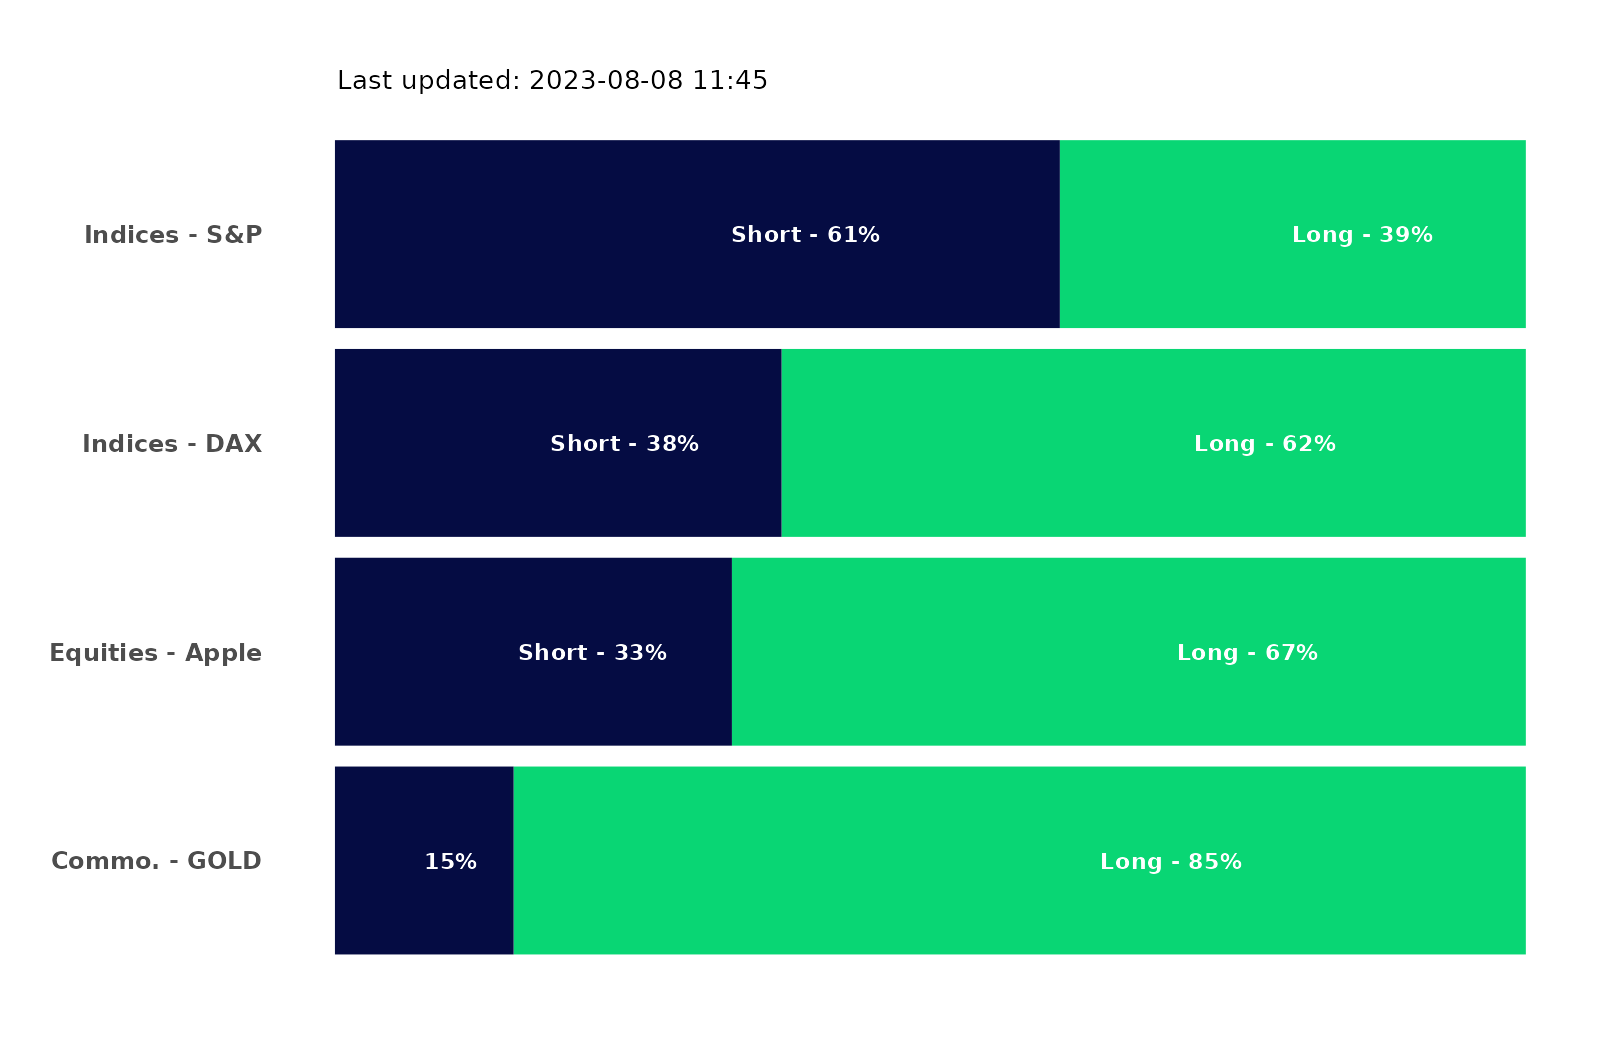 Last updated: 2023-08-08 11:45
Indices - S&P Short - 61% Long - 39%
Indices - DAX Short - 38% Long - 62%
Equities - Apple Short - 33% Long - 67%
Commo. - GOLD 15% Long - 85%